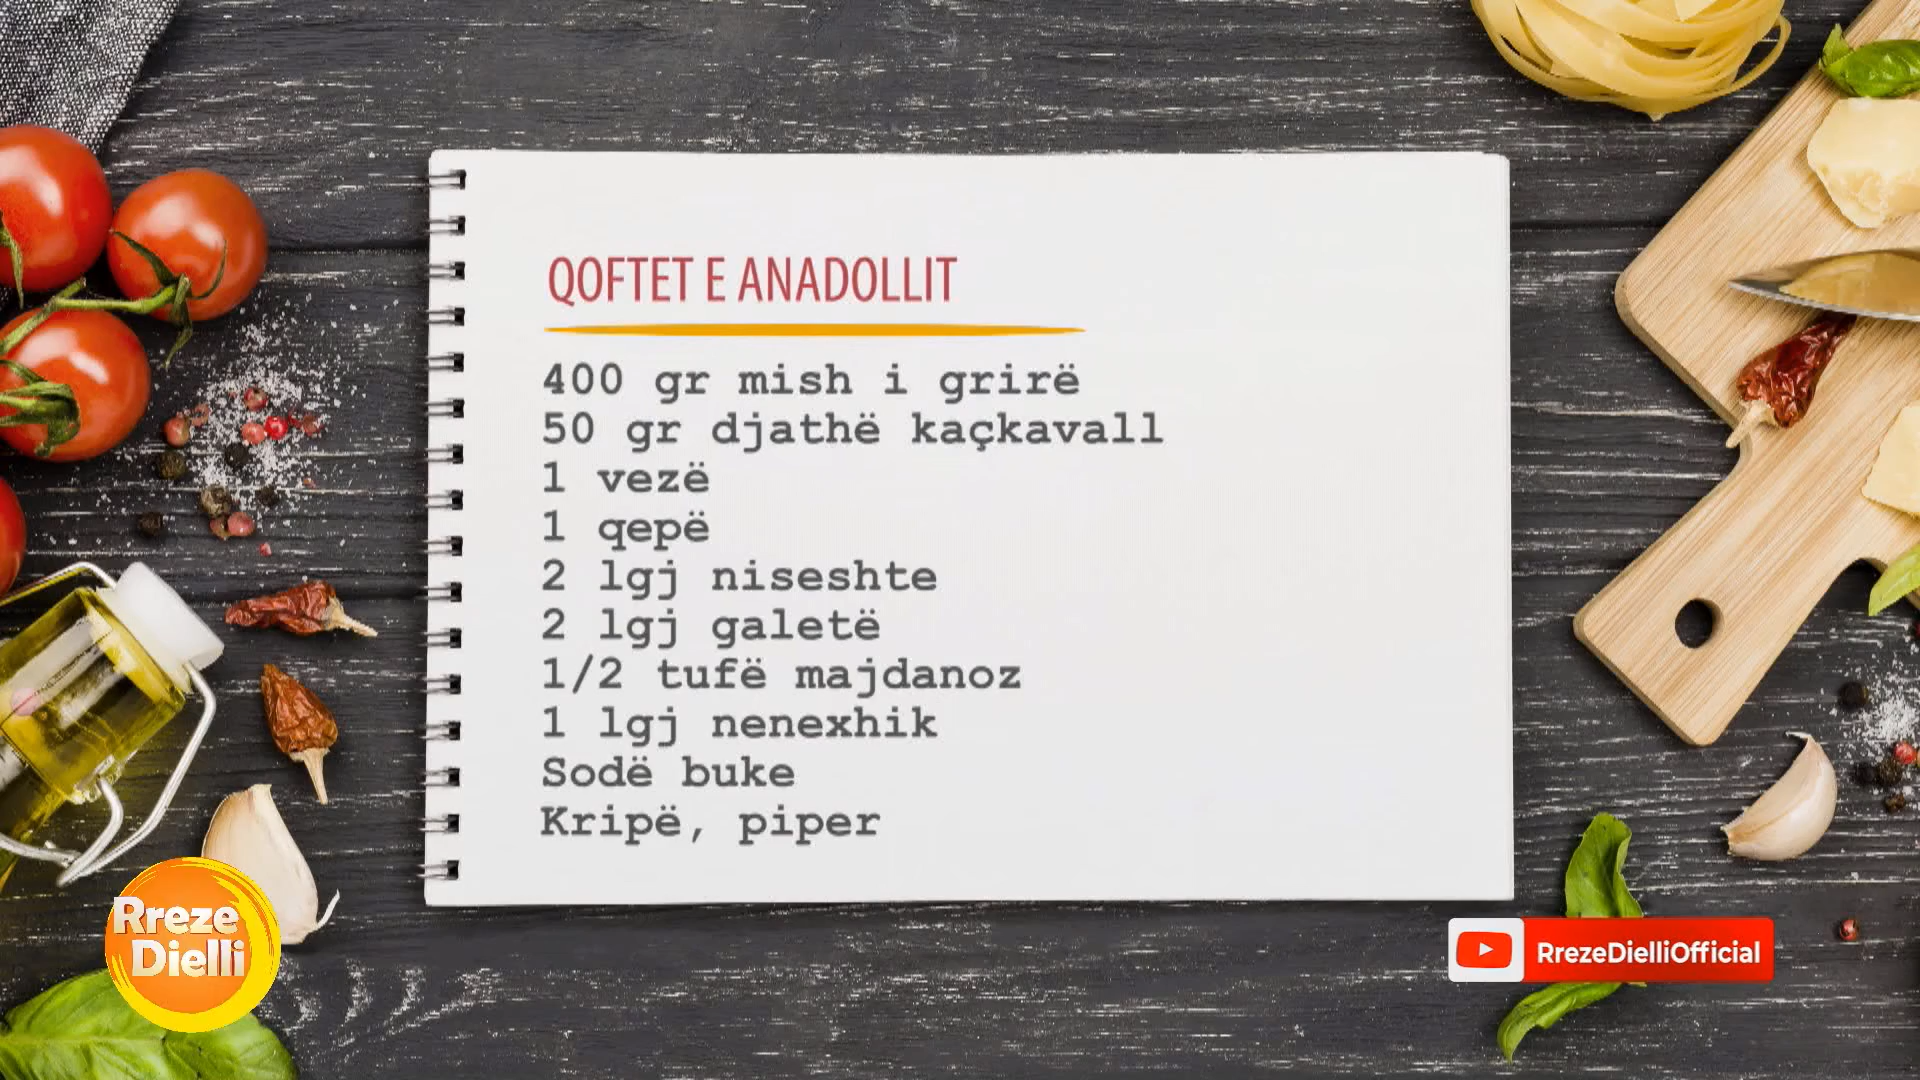 QOFTET E ANADOLLIT
400 gr mish i grirë
50 gr djathë kaçkavall
1 vezë
1 qepë
2 lgj niseshte
2 lgj galetë
1/2 tufë majdanoz
1 lgj nenexhik
Sodë buke
Kripë, piper
Rreze
Dielli
RrezeDielliOfficial